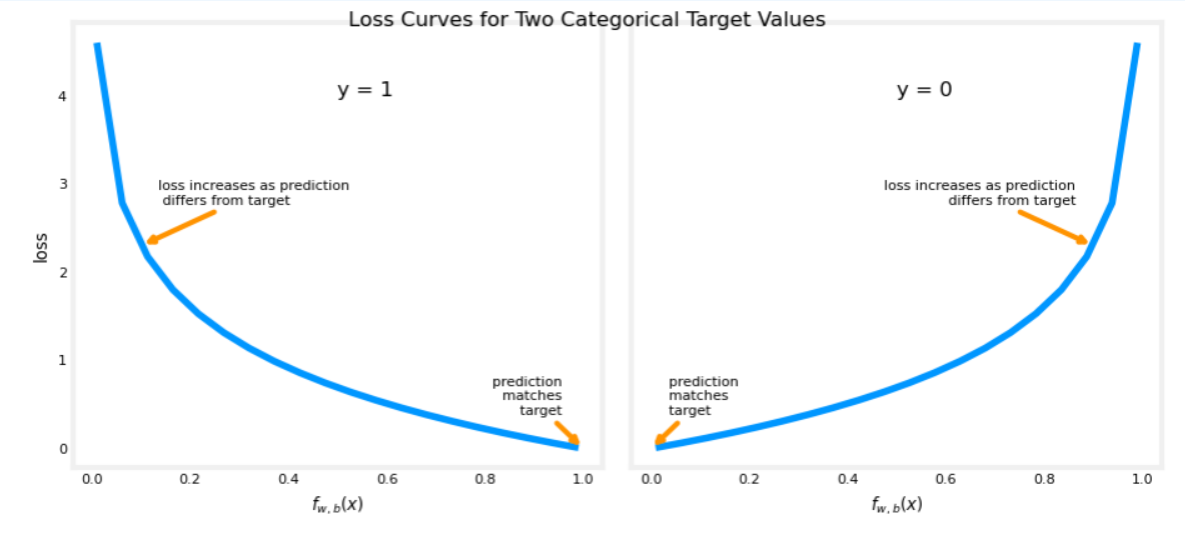 Loss Curves for Two Categorical Target Values
y = 1
loss increases as prediction
differs from target
prediction
matches
target
loss
4
3
2
1
0
0.0 0.2 0.4 0.6 0.8 1.0
f_{w, b}(x)
y = 0
loss increases as prediction
differs from target
prediction
matches
target
0.0 0.2 0.4 0.6 0.8 1.0
f_{w, b}(x)